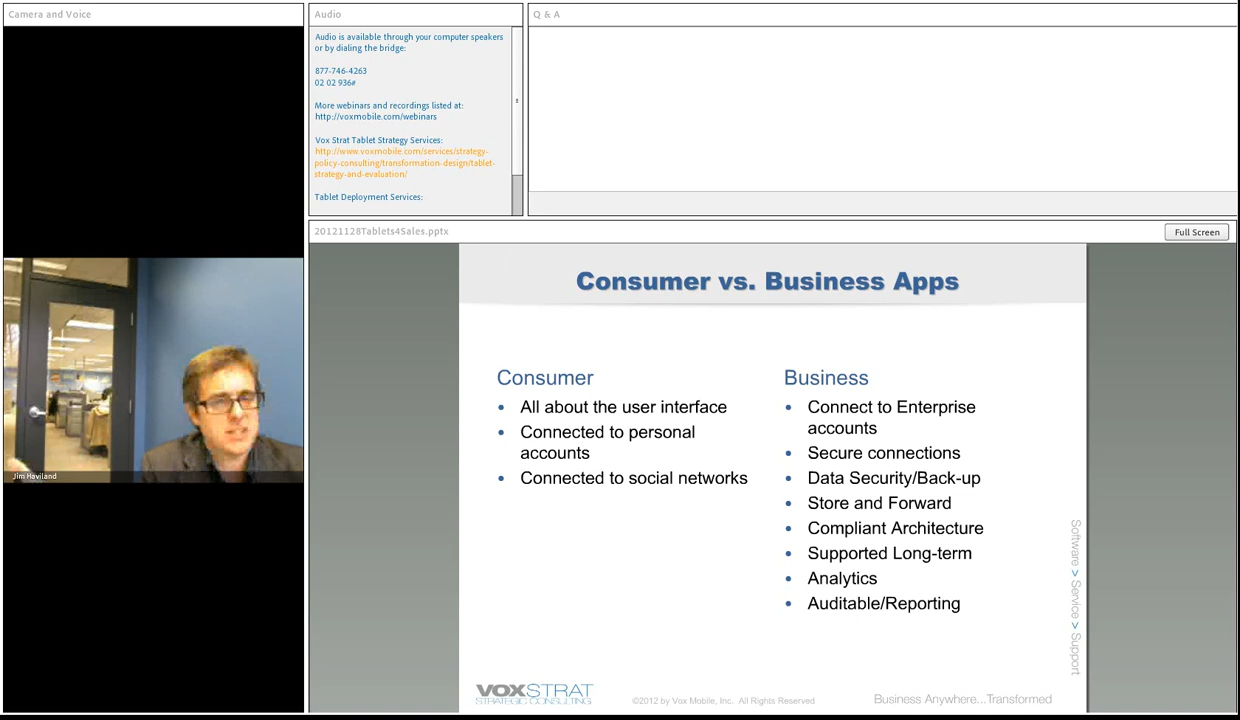 Camera and Voice
Jim Haviland
Audio
Audio is available through your computer speakers
or by dialing the bridge:
877-746-4263
02 02 936#
More webinars and recordings listed at:
http://voxmobile.com/webinars
Vox Strat Tablet Strategy Services:
http://www.voxmobile.com/services/strategy-
policy-consulting/transformation-design/tablet-
strategy-and-evaluation/
Tablet Deployment Services:
Q & A
20121128Tablets4Sales.pptx
Full Screen
Consumer vs. Business Apps
Consumer
• All about the user interface
• Connected to personal
accounts
• Connected to social networks
Business
• Connect to Enterprise
accounts
• Secure connections
• Data Security/Back-up
• Store and Forward
• Compliant Architecture
• Supported Long-term
• Analytics
• Auditable/Reporting
Software > Service > Support
VOXSTRAT
STRATEGIC CONSULTING
©2012 by Vox Mobile, Inc. All Rights Reserved
Business Anywhere...Transformed